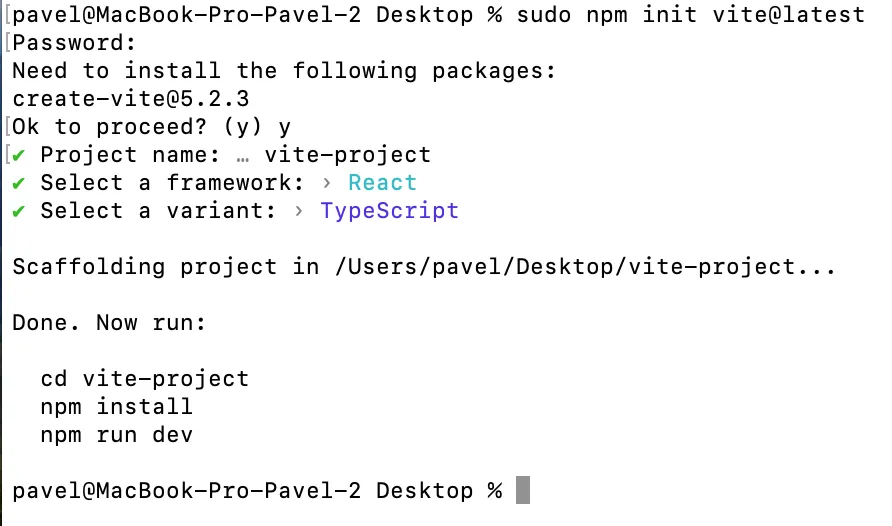 [pavel@MacBook-Pro-Pavel-2 Desktop % sudo npm init vite@latest
[Password:
Need to install the following packages:
create-vite@5.2.3
[Ok to proceed? (y) y
[✔ Project name: … vite-project
✔ Select a framework: › React
✔ Select a variant: › TypeScript
Scaffolding project in /Users/pavel/Desktop/vite-project...
Done. Now run:
cd vite-project
npm install
npm run dev
pavel@MacBook-Pro-Pavel-2 Desktop %